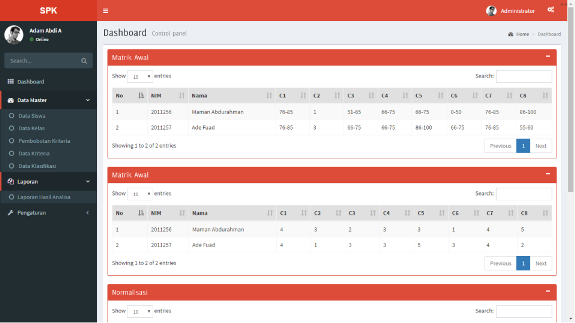 SPK
Administrator
Adam Abdi A
Online
Search...
Dashboard
Data Master
Data Siswa
Data Kelas
Pembobotan Kriteria
Data Kriteria
Data Klasifikasi
Laporan
Laporan Hasil Analisa
Pengaturan
Dashboard Control panel
Home > Dashboard
Matrik Awal
Show 10 entries Search:
No NIM Nama C1 C2 C3 C4 C5 C6 C7 C8
1 2011256 Maman Abdurahman 76-85 1 51-65 66-75 66-75 0-50 76-85 86-100
2 2011257 Ade Fuad 76-85 3 66-75 66-75 86-100 66-75 76-85 55-60
Showing 1 to 2 of 2 entries
Previous 1 Next
Matrik Awal
Show 10 entries Search:
No NIM Nama C1 C2 C3 C4 C5 C6 C7 C8
1 2011256 Maman Abdurahman 4 3 2 3 3 1 4 5
2 2011257 Ade Fuad 4 1 3 3 5 3 4 2
Showing 1 to 2 of 2 entries
Previous 1 Next
Normalisasi
Show 10 entries Search: